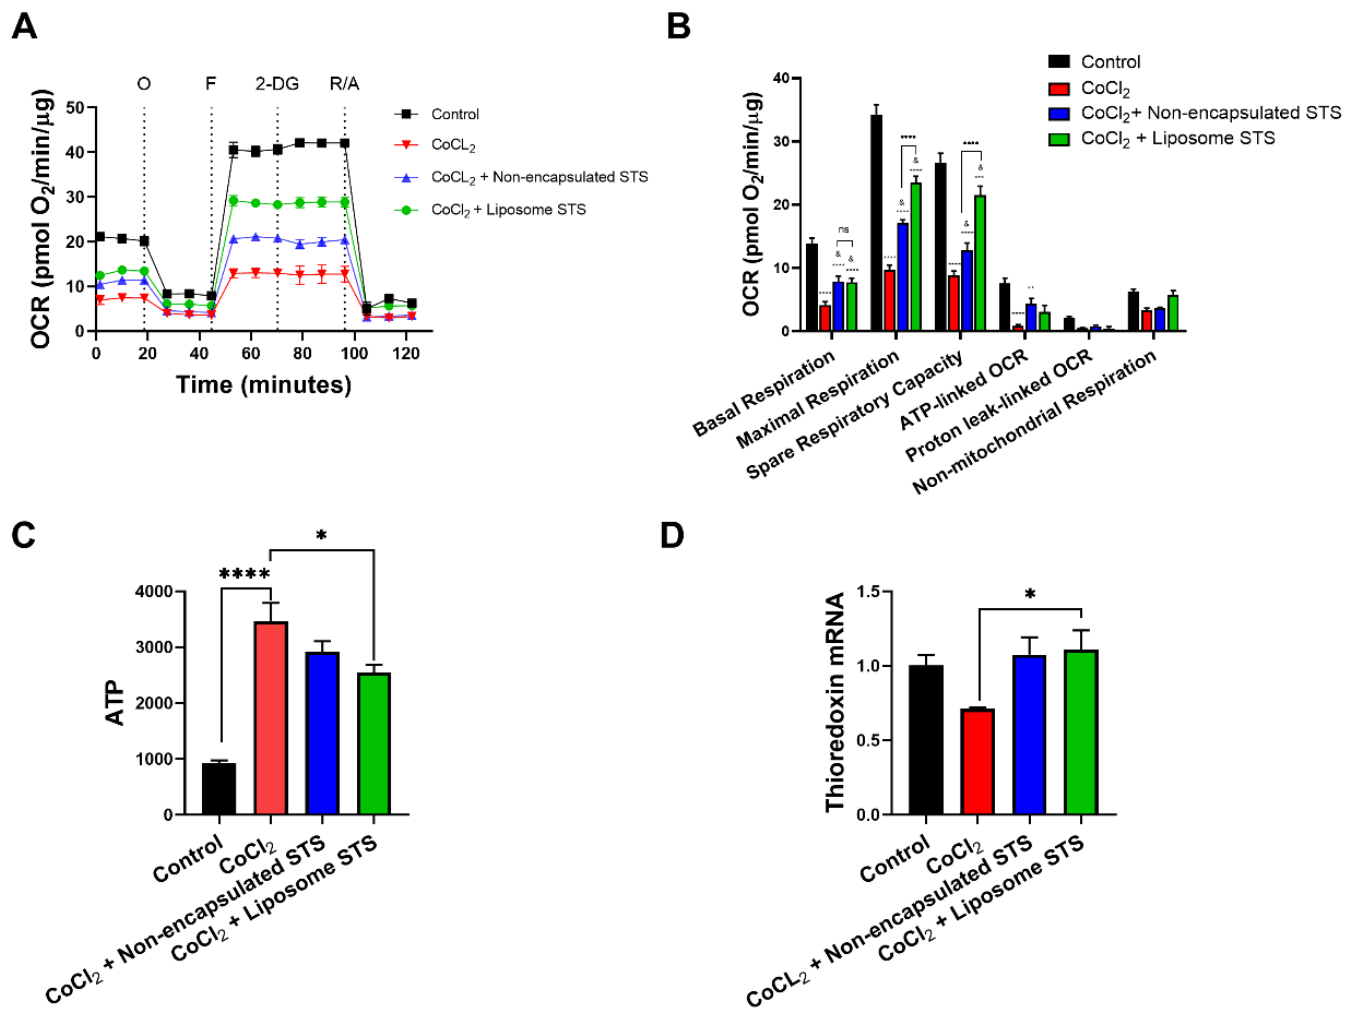 A
O F 2-DG R/A
OCR (pmol O2/min/µg)
50
40
30
20
10
0
0 20 40 60 80 100 120
Time (minutes)
Control
CoCL2
CoCL2 + Non-encapsulated STS
CoCl2 + Liposome STS
B
Control
CoCl2
CoCl2+ Non-encapsulated STS
CoCl2 + Liposome STS
OCR (pmol O2/min/µg)
40
30
20
10
0
ns
&
&
****
&
&
****
&
&
Basal Respiration
Maximal Respiration
Spare Respiratory Capacity
ATP-linked OCR
Proton leak-linked OCR
Non-mitochondrial Respiration
C
*
****
ATP
4000
3000
2000
1000
0
Control
CoCl2
CoCl2 + Non-encapsulated STS
CoCl2 + Liposome STS
D
*
Thioredoxin mRNA
1.5
1.0
0.5
0.0
Control
CoCl2
CoCL2 + Non-encapsulated STS
CoCl2 + Liposome STS